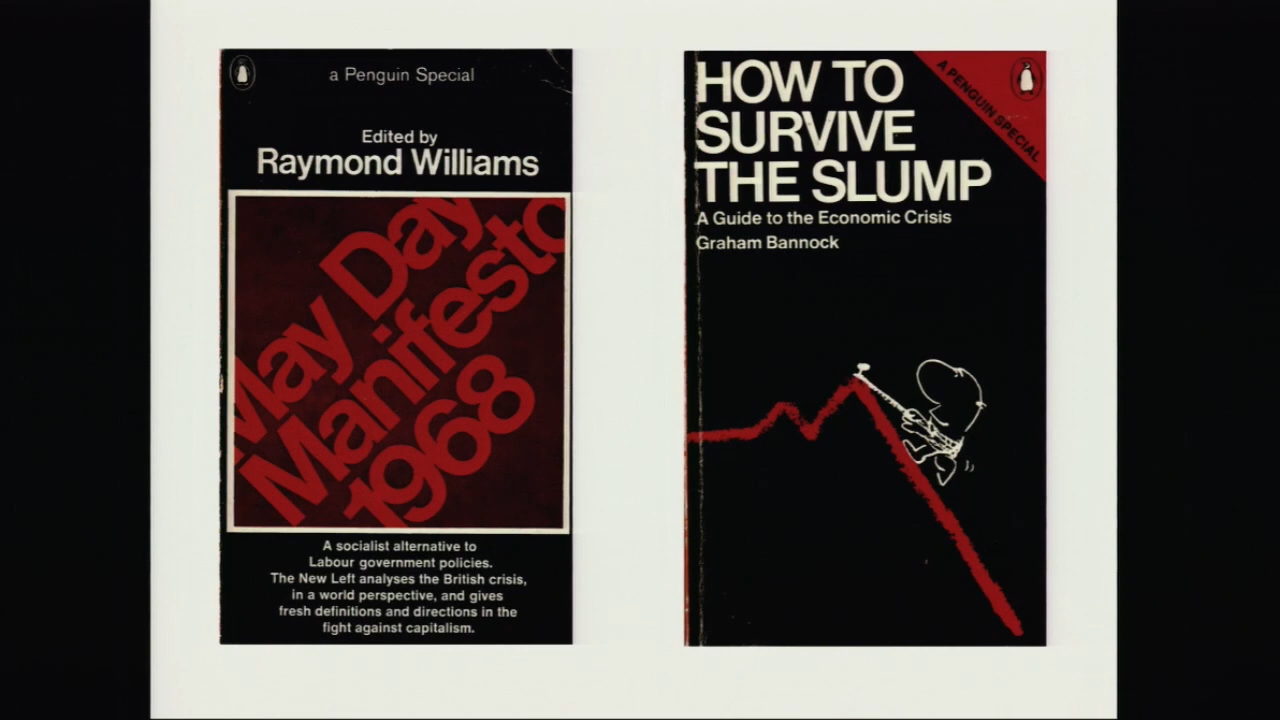 a Penguin Special
Edited by
Raymond Williams
May Day
Manifesto
1968
A socialist alternative to
Labour government policies.
The New Left analyses the British crisis,
in a world perspective, and gives
fresh definitions and directions in the
fight against capitalism.
HOW TO
SURVIVE
THE SLUMP
A Guide to the Economic Crisis
Graham Bannock
A PENGUIN SPECIAL